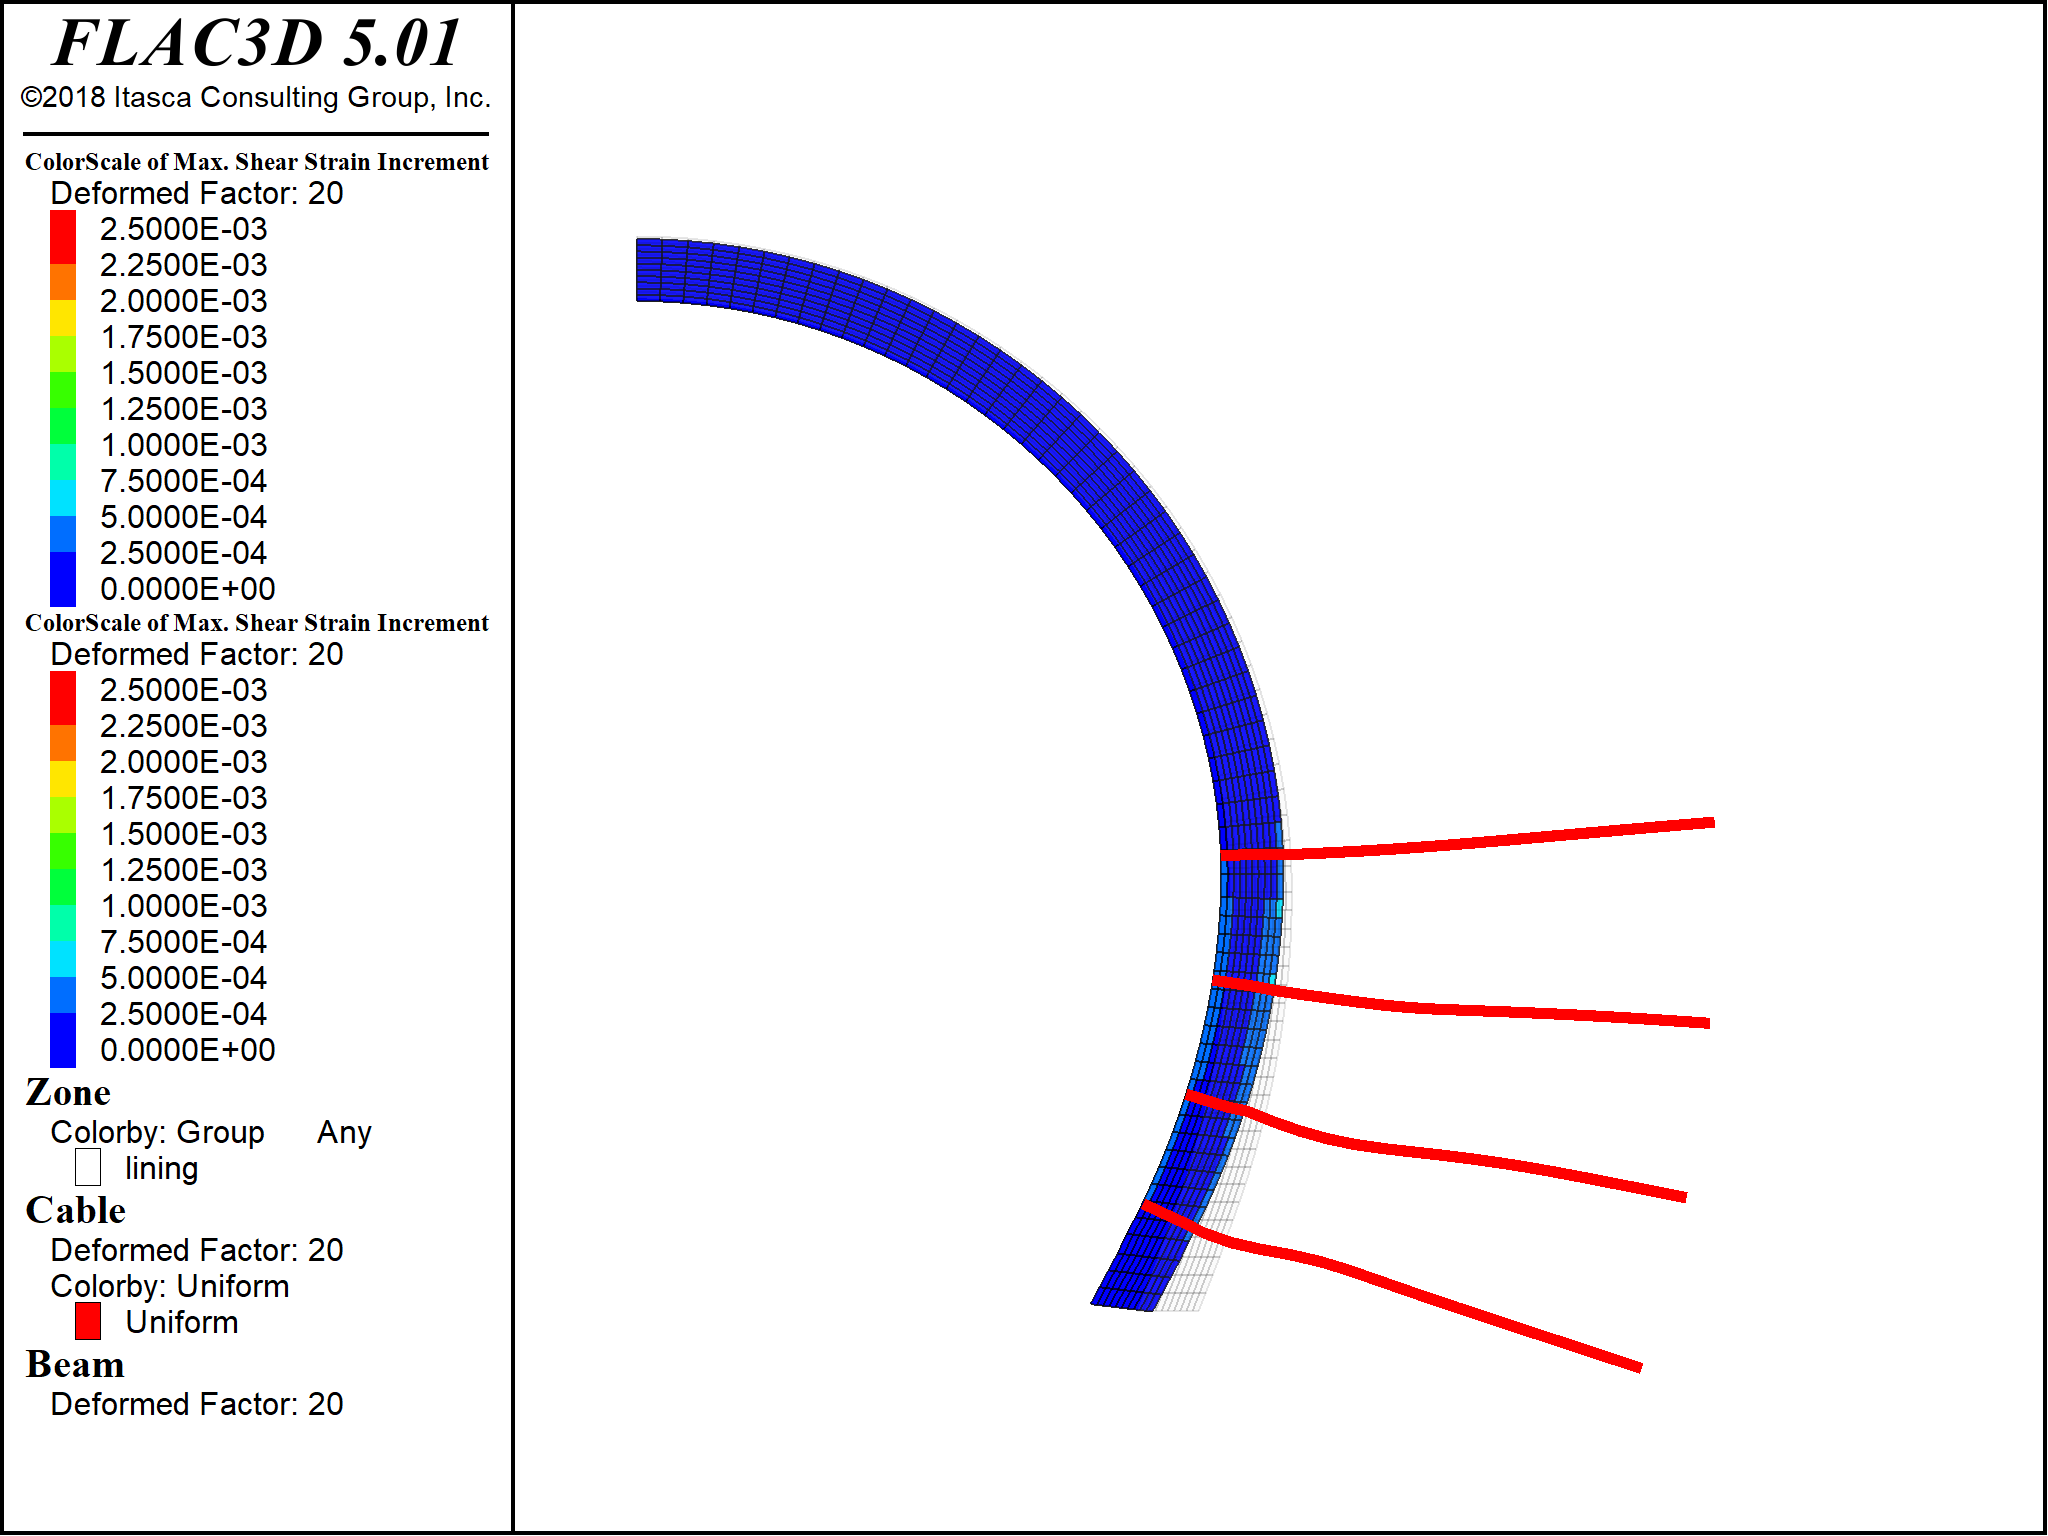 FLAC3D 5.01
©2018 Itasca Consulting Group, Inc.
ColorScale of Max. Shear Strain Increment
Deformed Factor: 20
2.5000E-03
2.2500E-03
2.0000E-03
1.7500E-03
1.5000E-03
1.2500E-03
1.0000E-03
7.5000E-04
5.0000E-04
2.5000E-04
0.0000E+00
ColorScale of Max. Shear Strain Increment
Deformed Factor: 20
2.5000E-03
2.2500E-03
2.0000E-03
1.7500E-03
1.5000E-03
1.2500E-03
1.0000E-03
7.5000E-04
5.0000E-04
2.5000E-04
0.0000E+00
Zone
Colorby: Group Any
lining
Cable
Deformed Factor: 20
Colorby: Uniform
Uniform
Beam
Deformed Factor: 20